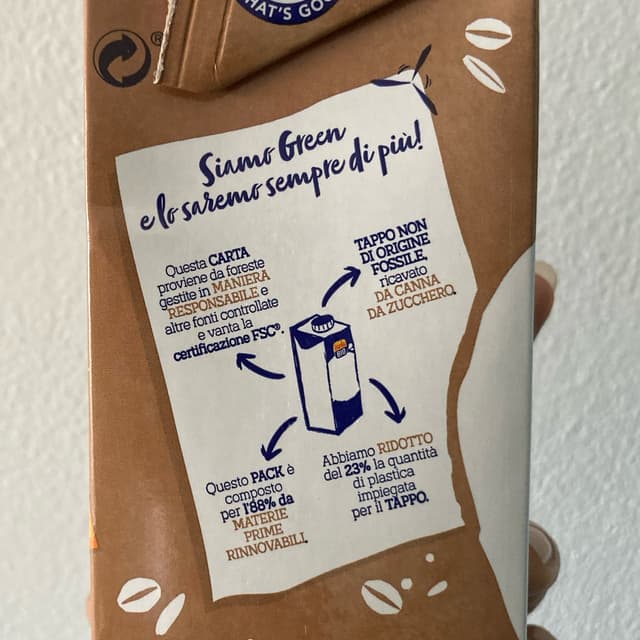 HAT'S GOO
®
Siamo Green
e lo saremo sempre di più!
Questa CARTA
proviene da foreste
gestite in MANIERA
RESPONSABILE e
altre fonti controllate
e vanta la
certificazione FSC®.
TAPPO NON
DI ORIGINE
FOSSILE,
ricavato
DA CANNA
DA ZUCCHERO.
Questo PACK è
composto
per l'88% da
MATERIE
PRIME
RINNOVABILI.
Abbiamo RIDOTTO
del 23% la quantità
di plastica
impiegata
per il TAPPO.